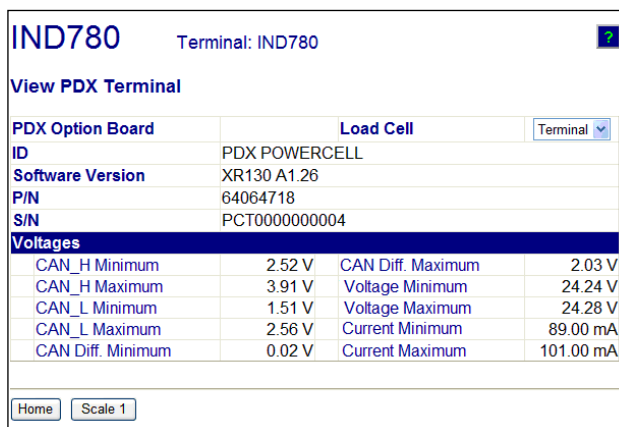 IND780 Terminal: IND780 ?
View PDX Terminal
PDX Option Board Load Cell Terminal
ID PDX POWERCELL
Software Version XR130 A1.26
P/N 64064718
S/N PCT0000000004
Voltages
CAN_H Minimum 2.52 V CAN Diff. Maximum 2.03 V
CAN_H Maximum 3.91 V Voltage Minimum 24.24 V
CAN_L Minimum 1.51 V Voltage Maximum 24.28 V
CAN_L Maximum 2.56 V Current Minimum 89.00 mA
CAN Diff. Minimum 0.02 V Current Maximum 101.00 mA
Home Scale 1